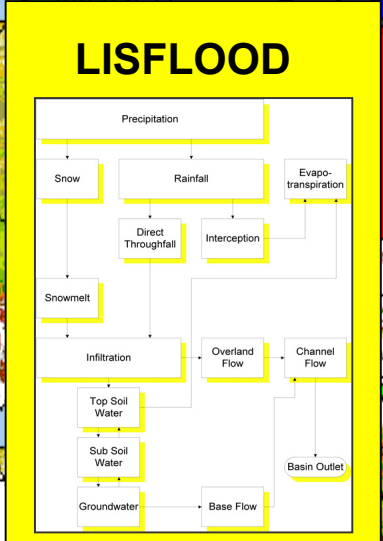 LISFLOOD
Precipitation
Snow
Rainfall
Evapo-
transpiration
Direct
Throughfall
Interception
Snowmelt
Infiltration
Overland
Flow
Channel
Flow
Top Soil
Water
Sub Soil
Water
Basin Outlet
Groundwater
Base Flow